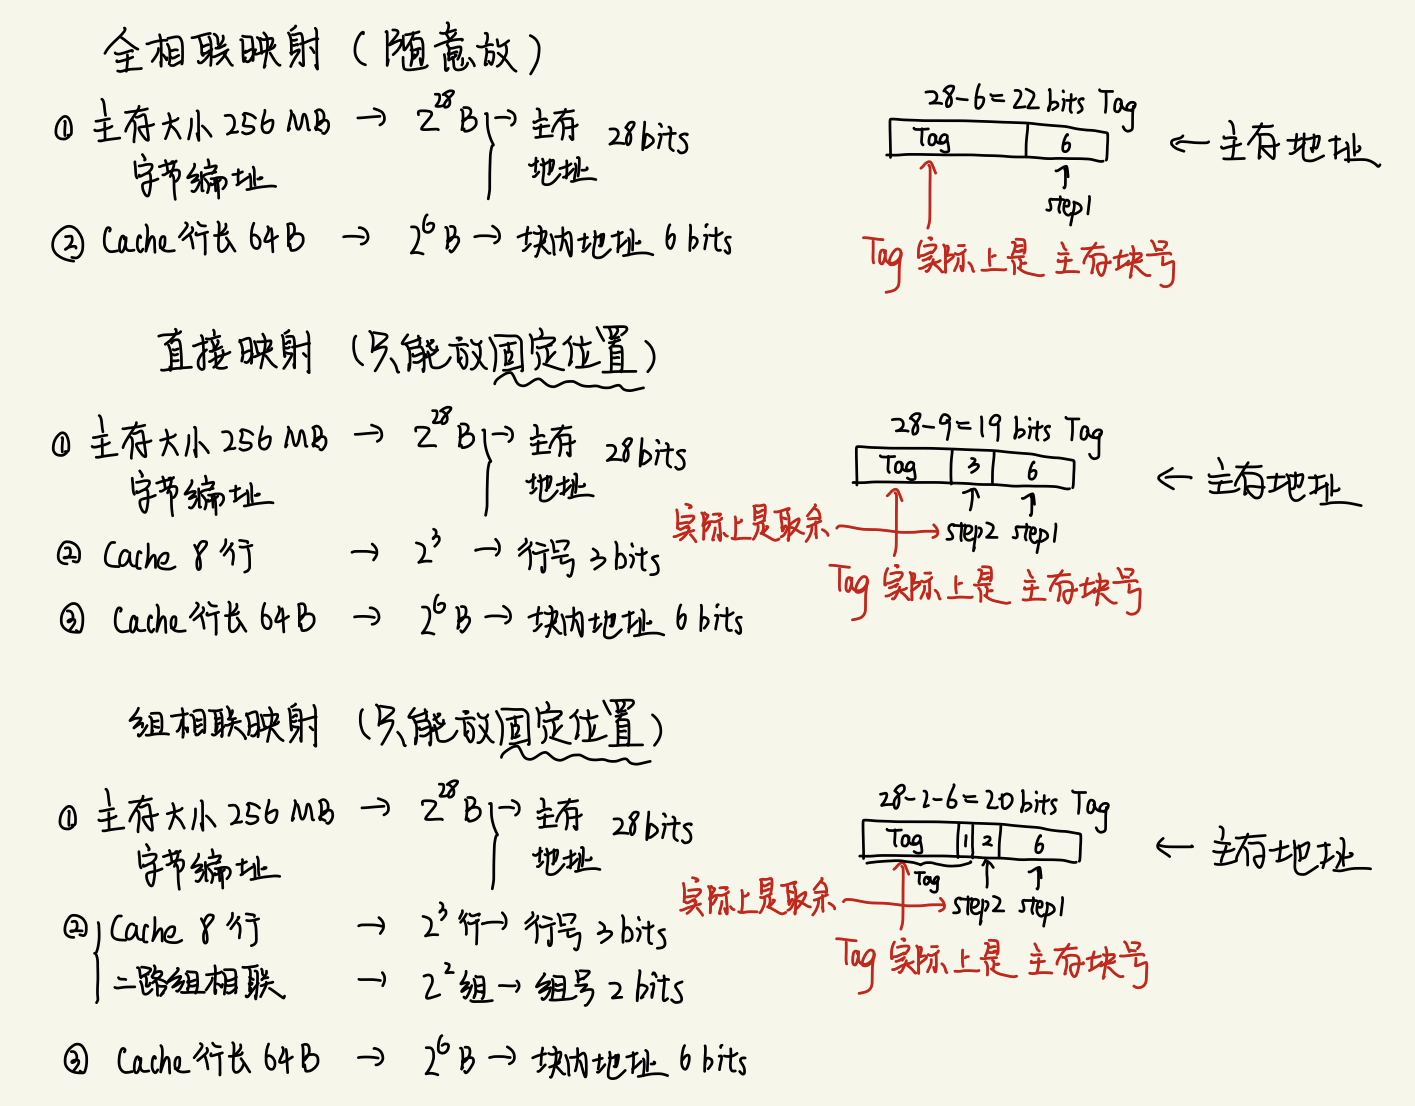 全相联映射（随意放）
① 主存大小 256 MB → 2^28 B → 主存 28 bits
字节编址 地址
② Cache 行长 64 B → 2^6 B → 块内地址 6 bits
28-6=22 bits Tag
Tag 6 ← 主存地址
step1
Tag 实际上是 主存块号
直接映射（只能放固定位置）
① 主存大小 256 MB → 2^28 B → 主存 28 bits
字节编址 地址
② Cache 8 行 → 2^3 → 行号 3 bits
③ Cache 行长 64 B → 2^6 B → 块内地址 6 bits
28-9=19 bits Tag
Tag 3 6 ← 主存地址
实际上是取余 → step2 step1
Tag 实际上是 主存块号
组相联映射（只能放固定位置）
① 主存大小 256 MB → 2^28 B → 主存 28 bits
字节编址 地址
② Cache 8 行 → 2^3 行 → 行号 3 bits
二路组相联 → 2^2 组 → 组号 2 bits
③ Cache 行长 64 B → 2^6 B → 块内地址 6 bits
28-2-6=20 bits Tag
Tag 1 2 6 ← 主存地址
Tag
实际上是取余 → step2 step1
Tag 实际上是 主存块号